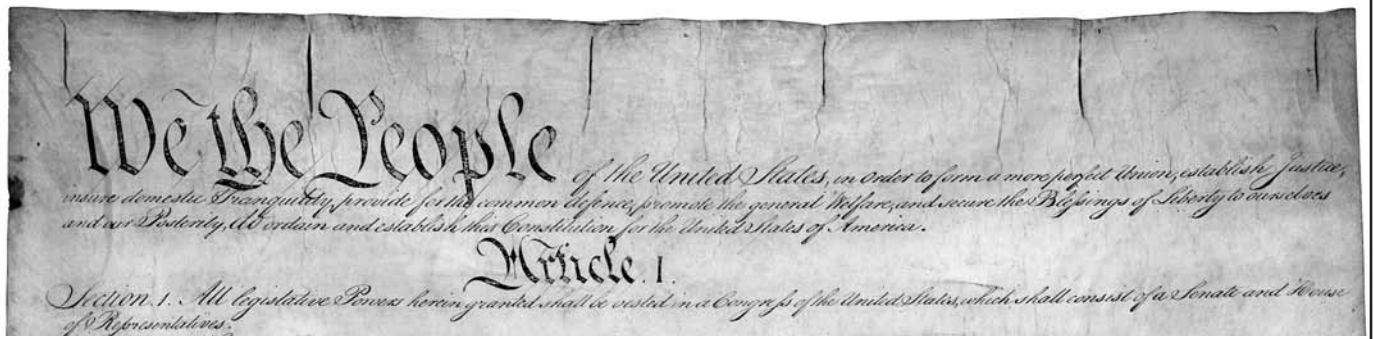 We the People of the United States, in Order to form a more perfect Union, establish Justice,
insure domestic Tranquility, provide for the common defence, promote the general Welfare, and secure the Blessings of Liberty to ourselves
and our Posterity, do ordain and establish this Constitution for the United States of America.
Article. I.
Section. 1. All legislative Powers herein granted shall be vested in a Congress of the United States, which shall consist of a Senate and House
of Representatives.